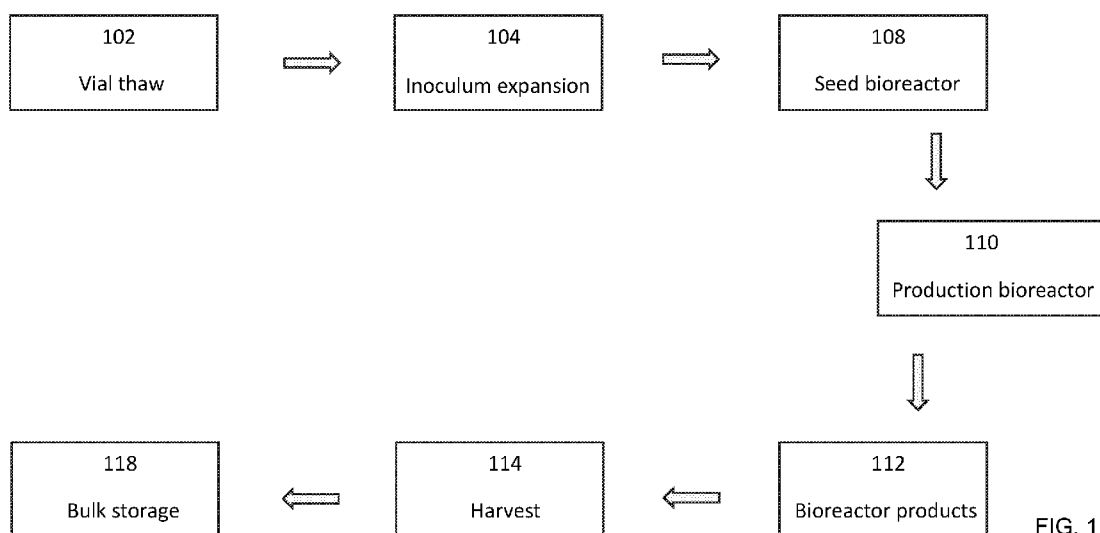 102
Vial thaw
104
Inoculum expansion
108
Seed bioreactor
110
Production bioreactor
112
Bioreactor products
114
Harvest
118
Bulk storage
FIG. 1